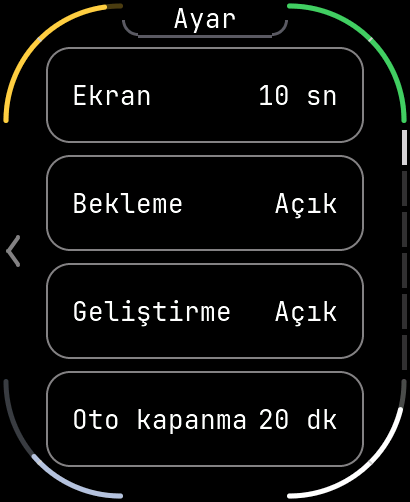 Ayar
Ekran 10 sn
Bekleme Açık
Geliştirme Açık
Oto kapanma 20 dk